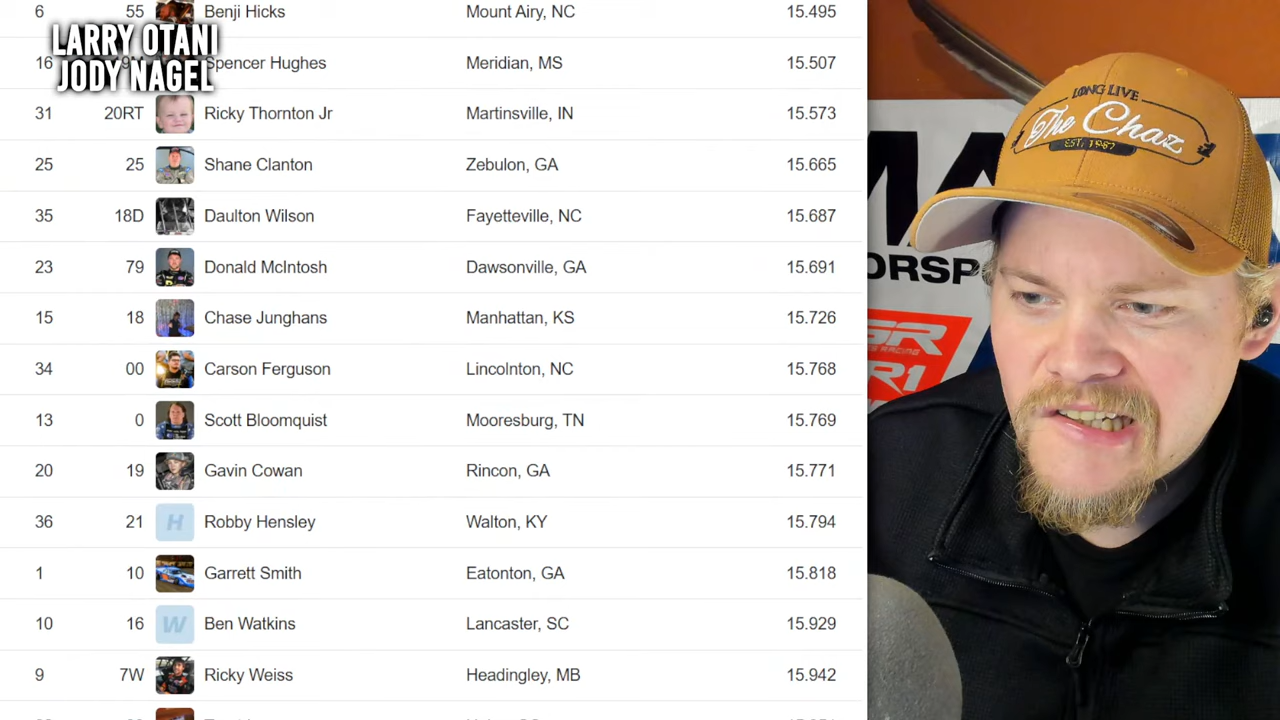 6 55 Benji Hicks Mount Airy, NC 15.495
LARRY OTANI
JODY NAGEL
16 Spencer Hughes Meridian, MS 15.507
31 20RT Ricky Thornton Jr Martinsville, IN 15.573
25 25 Shane Clanton Zebulon, GA 15.665
35 18D Daulton Wilson Fayetteville, NC 15.687
23 79 Donald McIntosh Dawsonville, GA 15.691
15 18 Chase Junghans Manhattan, KS 15.726
34 00 Carson Ferguson Lincolnton, NC 15.768
13 0 Scott Bloomquist Mooresburg, TN 15.769
20 19 Gavin Cowan Rincon, GA 15.771
36 21 H Robby Hensley Walton, KY 15.794
1 10 Garrett Smith Eatonton, GA 15.818
10 16 W Ben Watkins Lancaster, SC 15.929
9 7W Ricky Weiss Headingley, MB 15.942
LONG LIVE
The Chaz
EST. 1987
ORSP
SR
RACING
R1